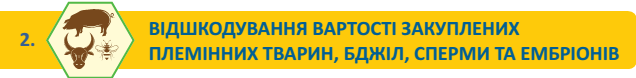 2.
ВІДШКОДУВАННЯ ВАРТОСТІ ЗАКУПЛЕНИХ
ПЛЕМІННИХ ТВАРИН, БДЖІЛ, СПЕРМИ ТА ЕМБРІОНІВ